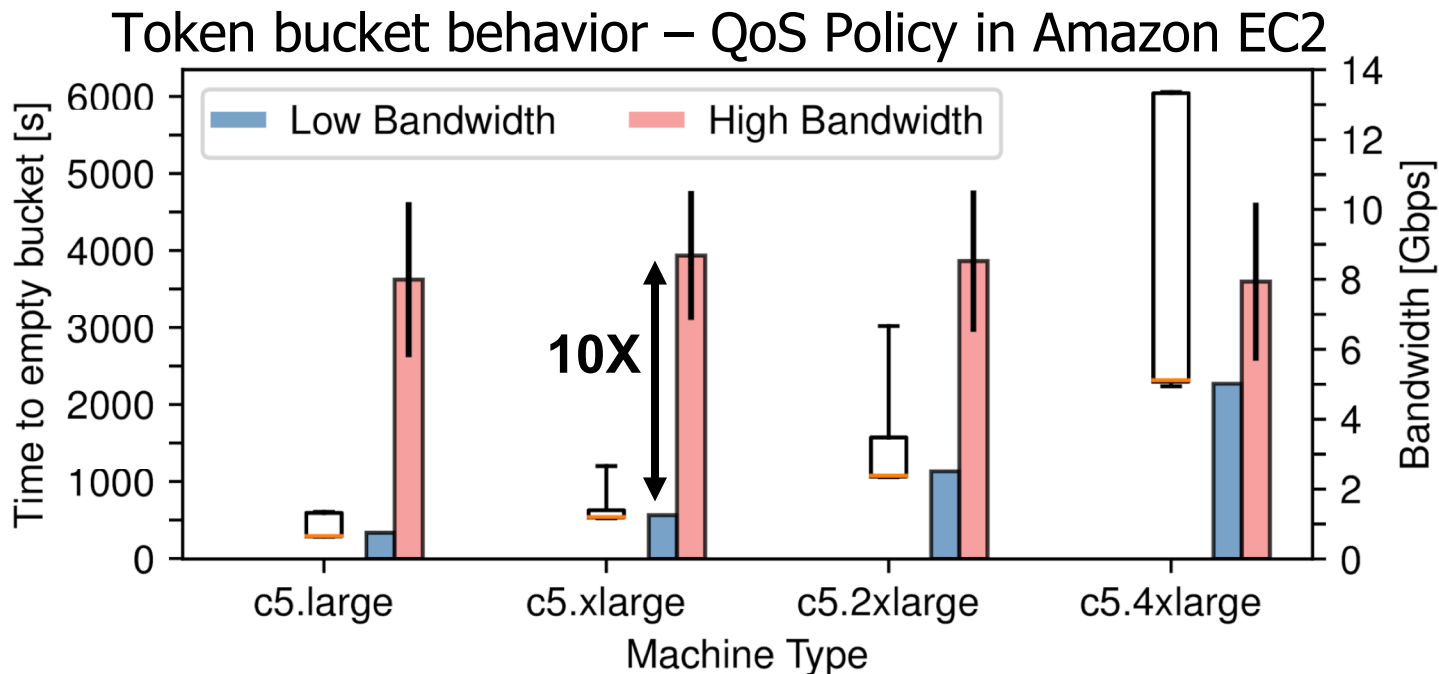 Token bucket behavior – QoS Policy in Amazon EC2
Time to empty bucket [s]
6000
5000
4000
3000
2000
1000
0
Low Bandwidth
High Bandwidth
10X
14
12
10
8
6
4
2
0
Bandwidth [Gbps]
c5.large
c5.xlarge
c5.2xlarge
c5.4xlarge
Machine Type